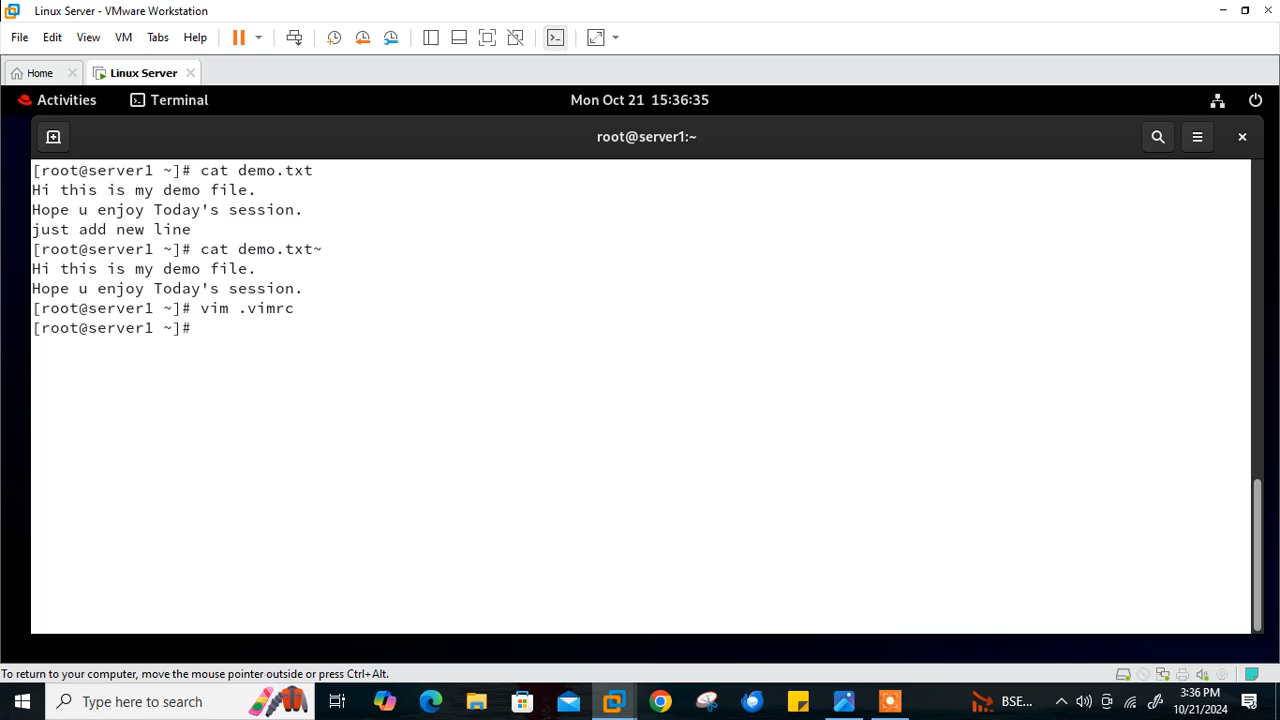 Linux Server - VMware Workstation
File Edit View VM Tabs Help
Home Linux Server
Activities Terminal Mon Oct 21 15:36:35
root@server1:~
[root@server1 ~]# cat demo.txt
Hi this is my demo file.
Hope u enjoy Today's session.
just add new line
[root@server1 ~]# cat demo.txt~
Hi this is my demo file.
Hope u enjoy Today's session.
[root@server1 ~]# vim .vimrc
[root@server1 ~]#
To return to your computer, move the mouse pointer outside or press Ctrl+Alt.
Type here to search BSE... 3:36 PM
10/21/2024